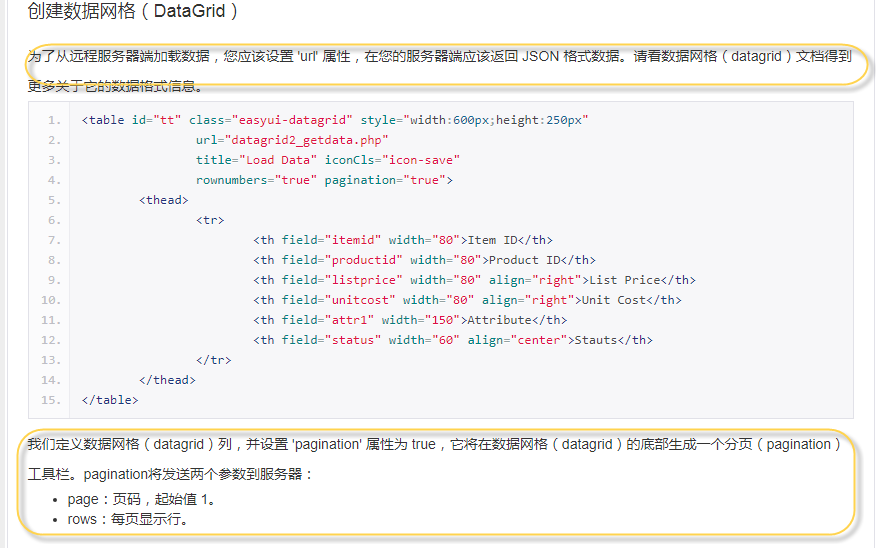 创建数据网格（DataGrid）
为了从远程服务器端加载数据，您应该设置 'url' 属性，在您的服务器端应该返回 JSON 格式数据。请看数据网格（datagrid）文档得到
更多关于它的数据格式信息。
1. <table id="tt" class="easyui-datagrid" style="width:600px;height:250px"
2. url="datagrid2_getdata.php"
3. title="Load Data" iconCls="icon-save"
4. rownumbers="true" pagination="true">
5. <thead>
6. <tr>
7. <th field="itemid" width="80">Item ID</th>
8. <th field="productid" width="80">Product ID</th>
9. <th field="listprice" width="80" align="right">List Price</th>
10. <th field="unitcost" width="80" align="right">Unit Cost</th>
11. <th field="attr1" width="150">Attribute</th>
12. <th field="status" width="60" align="center">Stauts</th>
13. </tr>
14. </thead>
15. </table>
我们定义数据网格（datagrid）列，并设置 'pagination' 属性为 true，它将在数据网格（datagrid）的底部生成一个分页（pagination）
工具栏。pagination将发送两个参数到服务器：
• page：页码，起始值 1。
• rows：每页显示行。